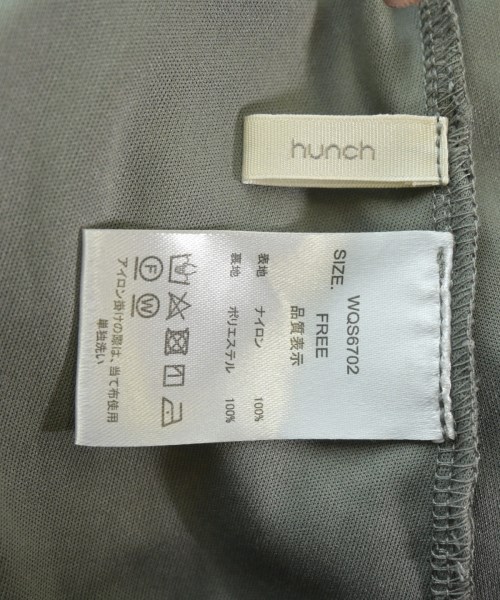 hunch
WQS6702
SIZE. FREE
品質表示
表地 ナイロン 100%
裏地 ポリエステル 100%
F W
アイロン掛けの際は、当て布使用
単独洗い